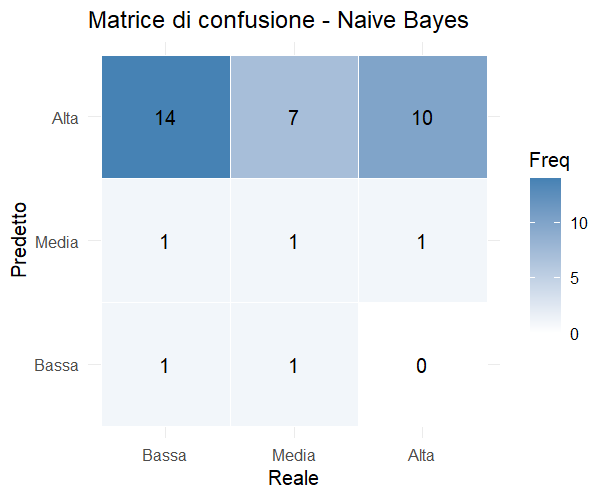 Matrice di confusione - Naive Bayes
Alta
14
7
10
Media
1
1
1
Bassa
1
1
0
Bassa
Media
Alta
Reale
Predetto
Freq
10
5
0